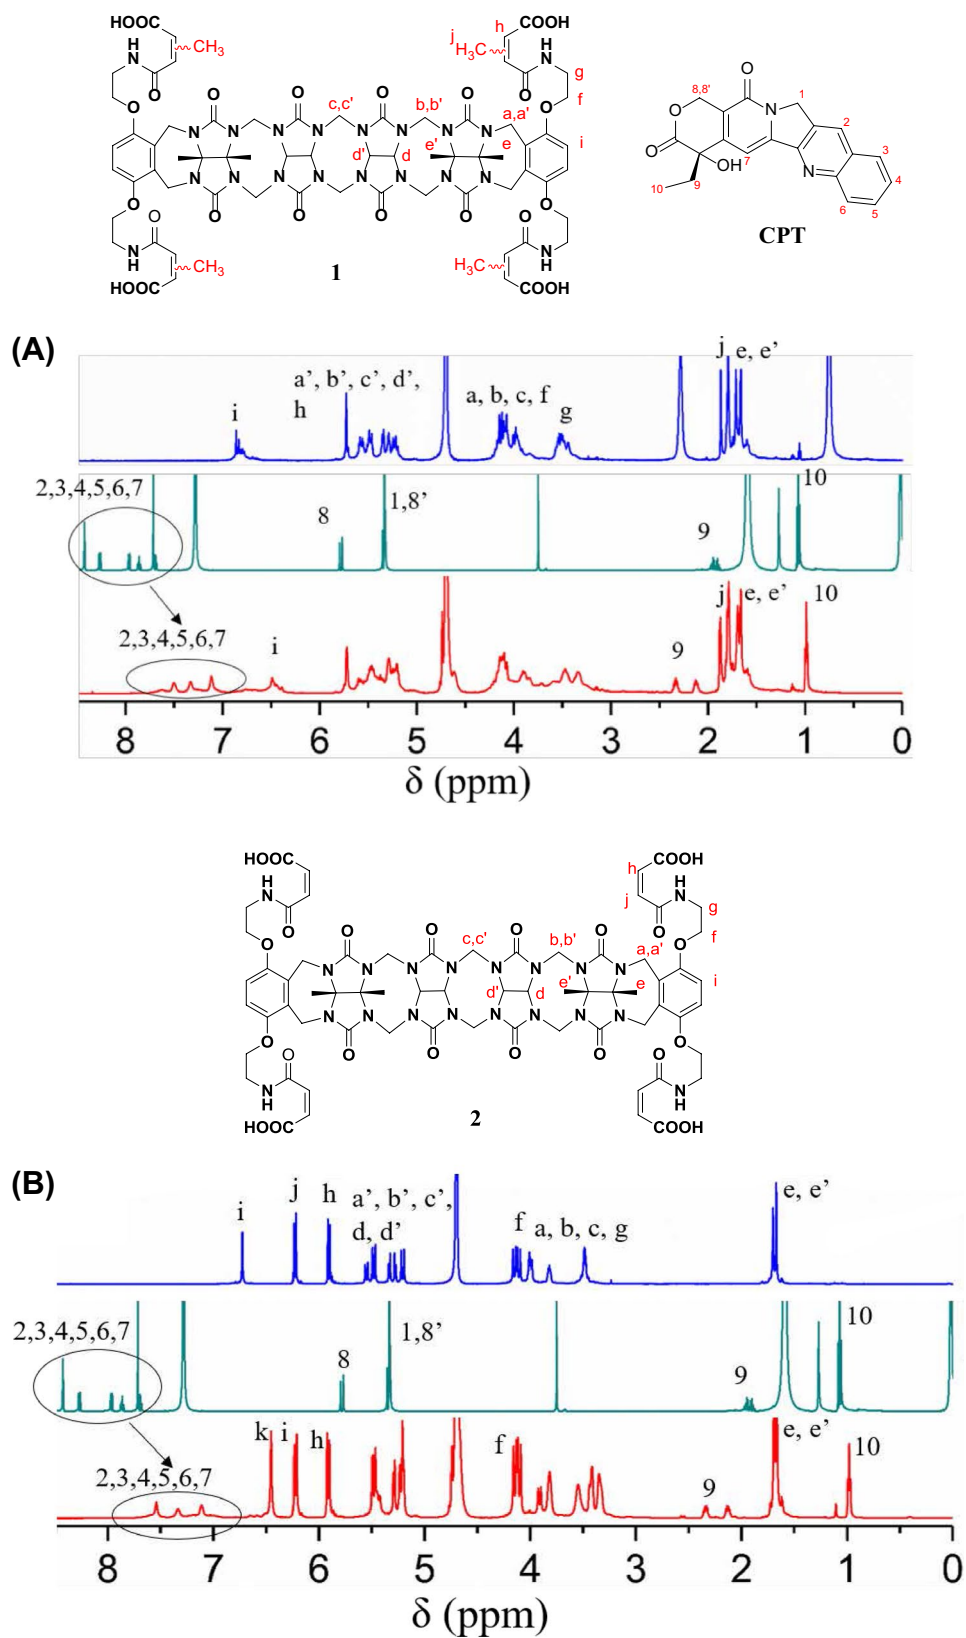 HOOC
COOH
h
j
H
N
CH3
H3C
H
N
g
O
O
f
O
O
O
O
O
O
c,c'
b,b'
a,a'
N N N N N N N N
e'
e
i
d'
d
N N N N N N N N
O
O
O
O
O
O
O
O
NH
HN
CH3
H3C
HOOC
COOH
1
O
8,8'
1
O
N
2
O
3
OH
7
4
N
10
9
6
5
CPT
(A)
i
a', b', c', d',
h
a, b, c, f
g
j
e, e'
2,3,4,5,6,7
8
1,8'
9
10
2,3,4,5,6,7
i
9
j
e, e'
10
8 7 6 5 4 3 2 1 0
δ (ppm)
HOOC
COOH
h
j
H
N
H
N
g
O
O
f
O
O
O
O
O
O
c,c'
b,b'
a,a'
N N N N N N N N
e'
e
i
d'
d
N N N N N N N N
O
O
O
O
O
O
O
O
NH
HN
HOOC
COOH
2
(B)
i
j
h
a', b', c',
d, d'
f
a, b, c, g
e, e'
2,3,4,5,6,7
8
1,8'
9
10
2,3,4,5,6,7
k
i
h
f
9
e, e'
10
8 7 6 5 4 3 2 1 0
δ (ppm)